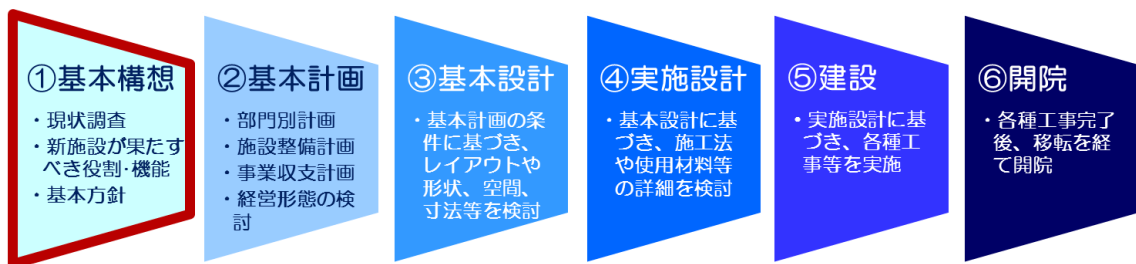 ①基本構想
・現状調査
・新施設が果たす
べき役割･機能
・基本方針
②基本計画
・部門別計画
・施設整備計画
・事業収支計画
・経営形態の検
討
③基本設計
・基本計画の条
件に基づき、
レイアウトや
形状、空間、
寸法等を検討
④実施設計
・基本設計に基
づき、施工法
や使用材料等
の詳細を検討
⑤建設
・実施設計に基
づき、各種工
事等を実施
⑥開院
・各種工事完了
後、移転を経
て開院